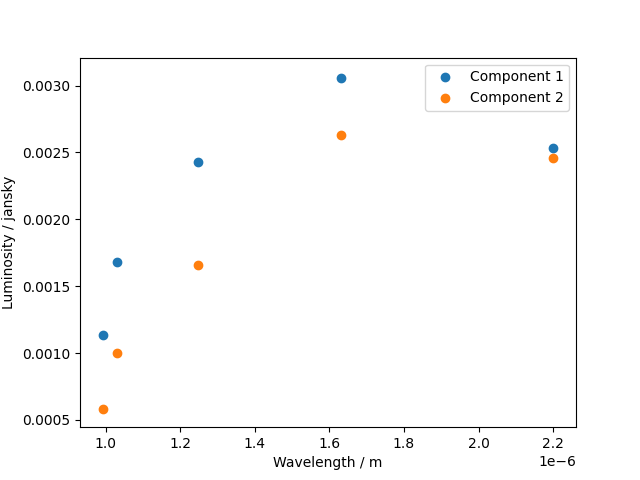 Component 1
Component 2
0.0030
0.0025
0.0020
0.0015
0.0010
0.0005
Luminosity / jansky
1.0 1.2 1.4 1.6 1.8 2.0 2.2
1e−6
Wavelength / m